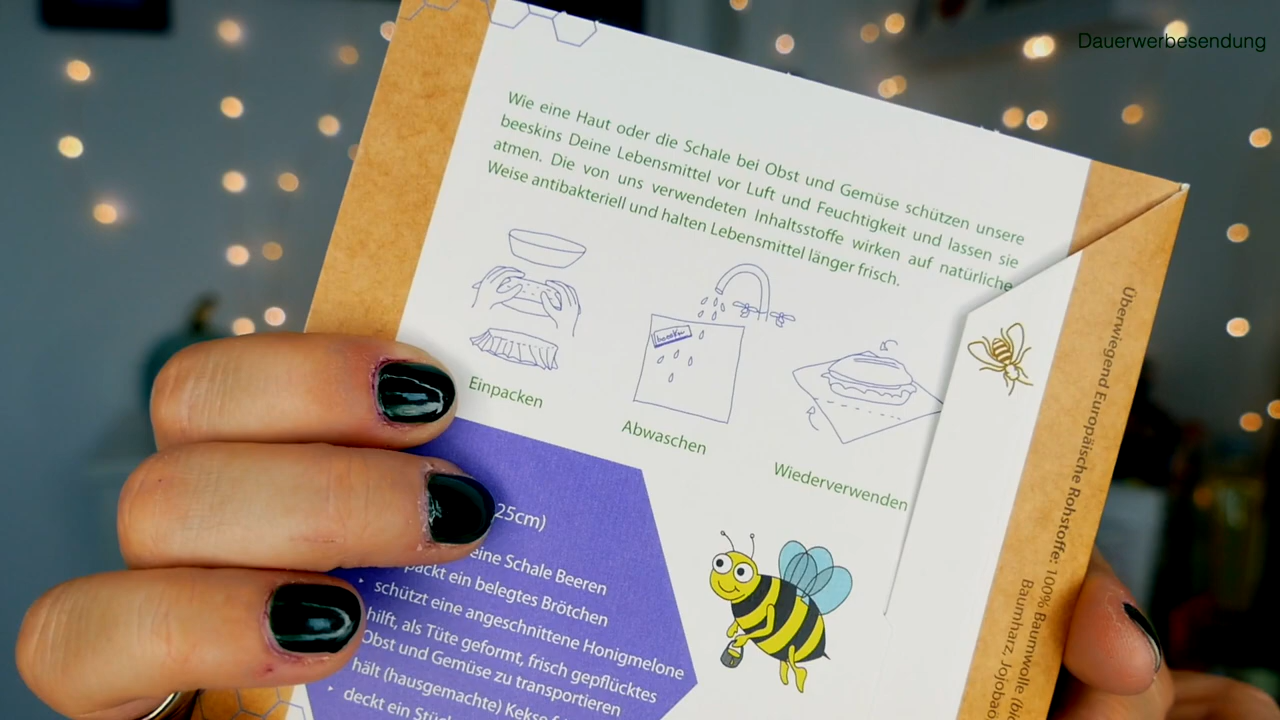 Dauerwerbesendung
Wie eine Haut oder die Schale bei Obst und Gemüse schützen unsere
beeskins Deine Lebensmittel vor Luft und Feuchtigkeit und lassen sie
atmen. Die von uns verwendeten Inhaltsstoffe wirken auf natürliche
Weise antibakteriell und halten Lebensmittel länger frisch.
Einpacken
Abwaschen
Wiederverwenden
25cm)
eine Schale Beeren
packt ein belegtes Brötchen
schützt eine angeschnittene Honigmelone
hilft, als Tüte geformt, frisch gepflücktes
Obst und Gemüse zu transportieren
hält (hausgemachte) Kekse
deckt ein Stück
Überwiegend Europäische Rohstoffe: 100% Baumwolle
Baumharz,